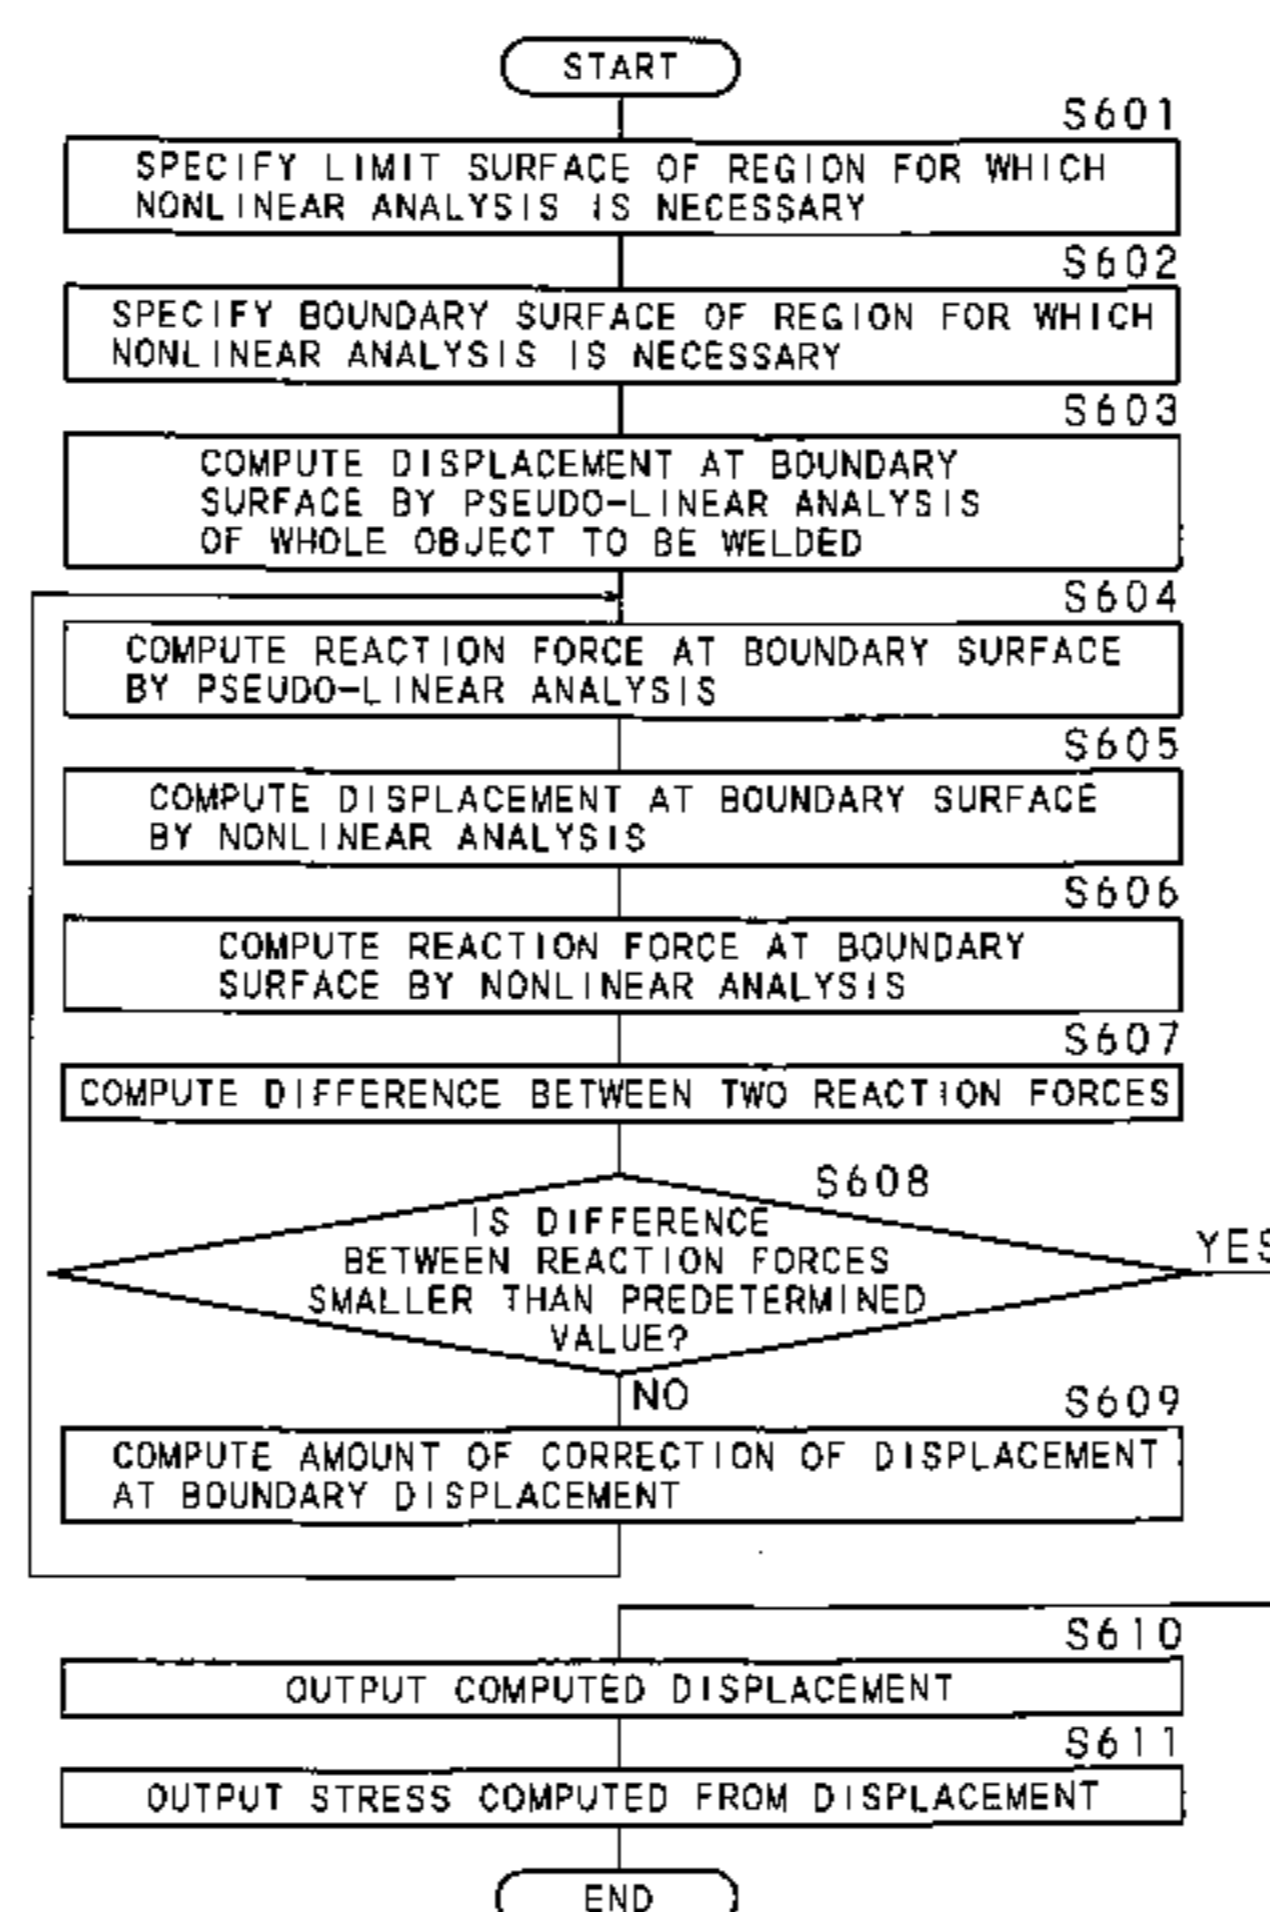 START
S601
SPECIFY LIMIT SURFACE OF REGION FOR WHICH
NONLINEAR ANALYSIS IS NECESSARY
S602
SPECIFY BOUNDARY SURFACE OF REGION FOR WHICH
NONLINEAR ANALYSIS IS NECESSARY
S603
COMPUTE DISPLACEMENT AT BOUNDARY
SURFACE BY PSEUDO-LINEAR ANALYSIS
OF WHOLE OBJECT TO BE WELDED
S604
COMPUTE REACTION FORCE AT BOUNDARY SURFACE
BY PSEUDO-LINEAR ANALYSIS
S605
COMPUTE DISPLACEMENT AT BOUNDARY SURFACE
BY NONLINEAR ANALYSIS
S606
COMPUTE REACTION FORCE AT BOUNDARY
SURFACE BY NONLINEAR ANALYSIS
S607
COMPUTE DIFFERENCE BETWEEN TWO REACTION FORCES
S608
IS DIFFERENCE
BETWEEN REACTION FORCES
SMALLER THAN PREDETERMINED
VALUE?
YES
NO
S609
COMPUTE AMOUNT OF CORRECTION OF DISPLACEMENT
AT BOUNDARY DISPLACEMENT
S610
OUTPUT COMPUTED DISPLACEMENT
S611
OUTPUT STRESS COMPUTED FROM DISPLACEMENT
END